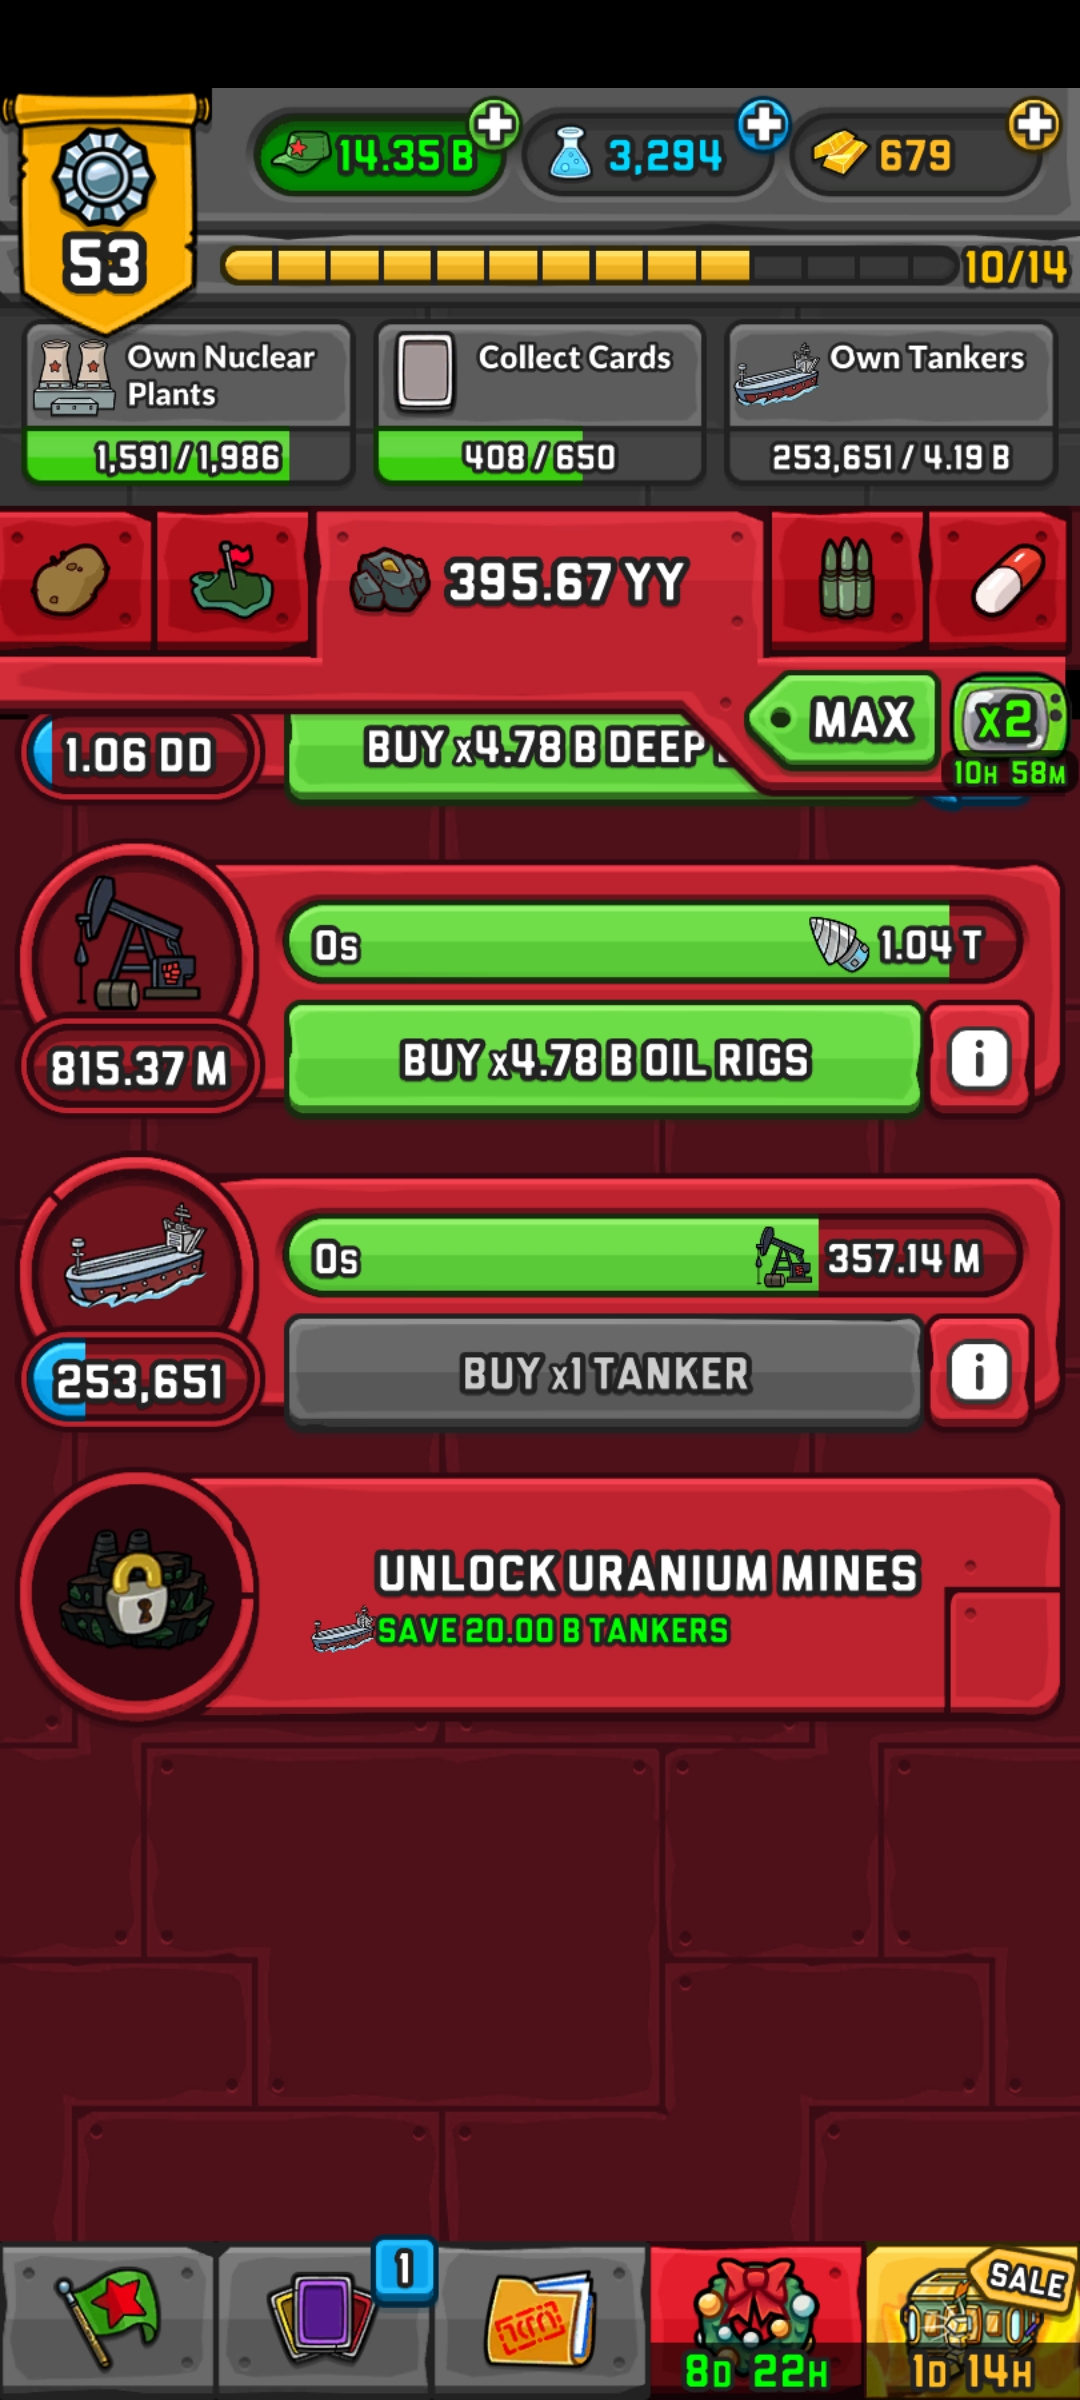 14.35 B
3,294
679
53
10/14
Own Nuclear
Plants
1,591/1,986
Collect Cards
408/650
Own Tankers
253,651/4.19 B
395.67 YY
MAX
x2
10H 58M
1.06 DD
BUY x4.78 B DEEP
0s
1.04 T
815.37 M
BUY x4.78 B OIL RIGS
i
0s
357.14 M
253,651
BUY x1 TANKER
i
UNLOCK URANIUM MINES
SAVE 20.00 B TANKERS
1
SALE
8D 22H
1D 14H